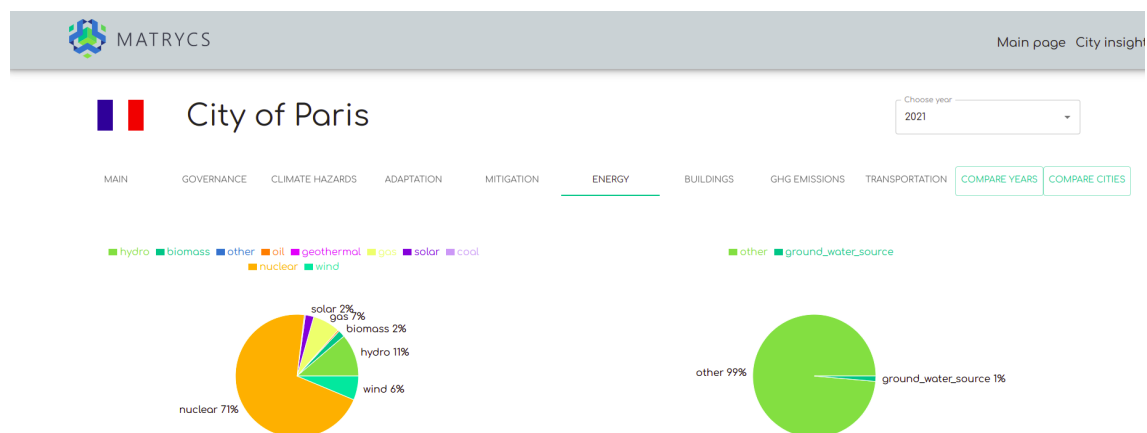 MATRYCS
Main page City insight
City of Paris
Choose year
2021
MAIN GOVERNANCE CLIMATE HAZARDS ADAPTATION MITIGATION ENERGY BUILDINGS GHG EMISSIONS TRANSPORTATION COMPARE YEARS COMPARE CITIES
hydro biomass other oil geothermal gas solar coal
nuclear wind
solar 2%
gas 7%
biomass 2%
hydro 11%
wind 6%
nuclear 71%
other ground_water_source
other 99%
ground_water_source 1%